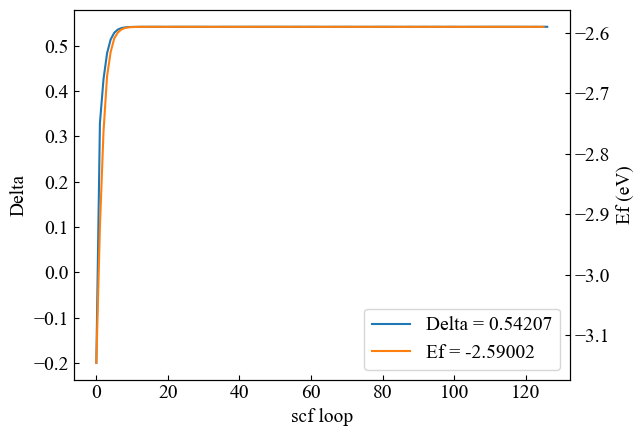 0.5
0.4
0.3
0.2
0.1
0.0
−0.1
−0.2
Delta
−2.6
−2.7
−2.8
−2.9
−3.0
−3.1
Ef (eV)
Delta = 0.54207
Ef = -2.59002
0 20 40 60 80 100 120
scf loop